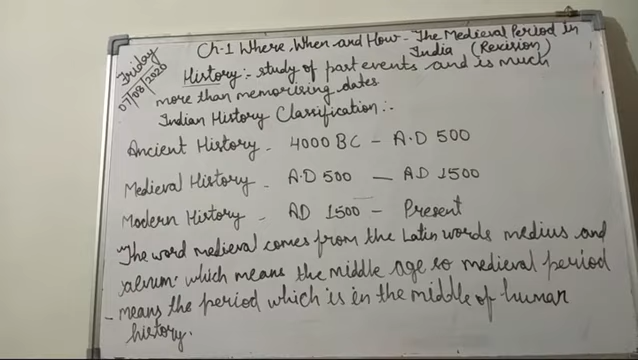 Friday
07/08/2020
Ch-1 Where, When and How - The Medieval Period in
India (Revision)
History :- study of past events and is much
more than memorising dates
Indian History Classification :-
Ancient History - 4000 BC - A.D 500
Medieval History - A.D 500 - AD 1500
Modern History - AD 1500 - Present
The word medieval comes from the Latin words medius and
aevum. which means the middle age so medieval period
- means the period which is in the middle of human
history.